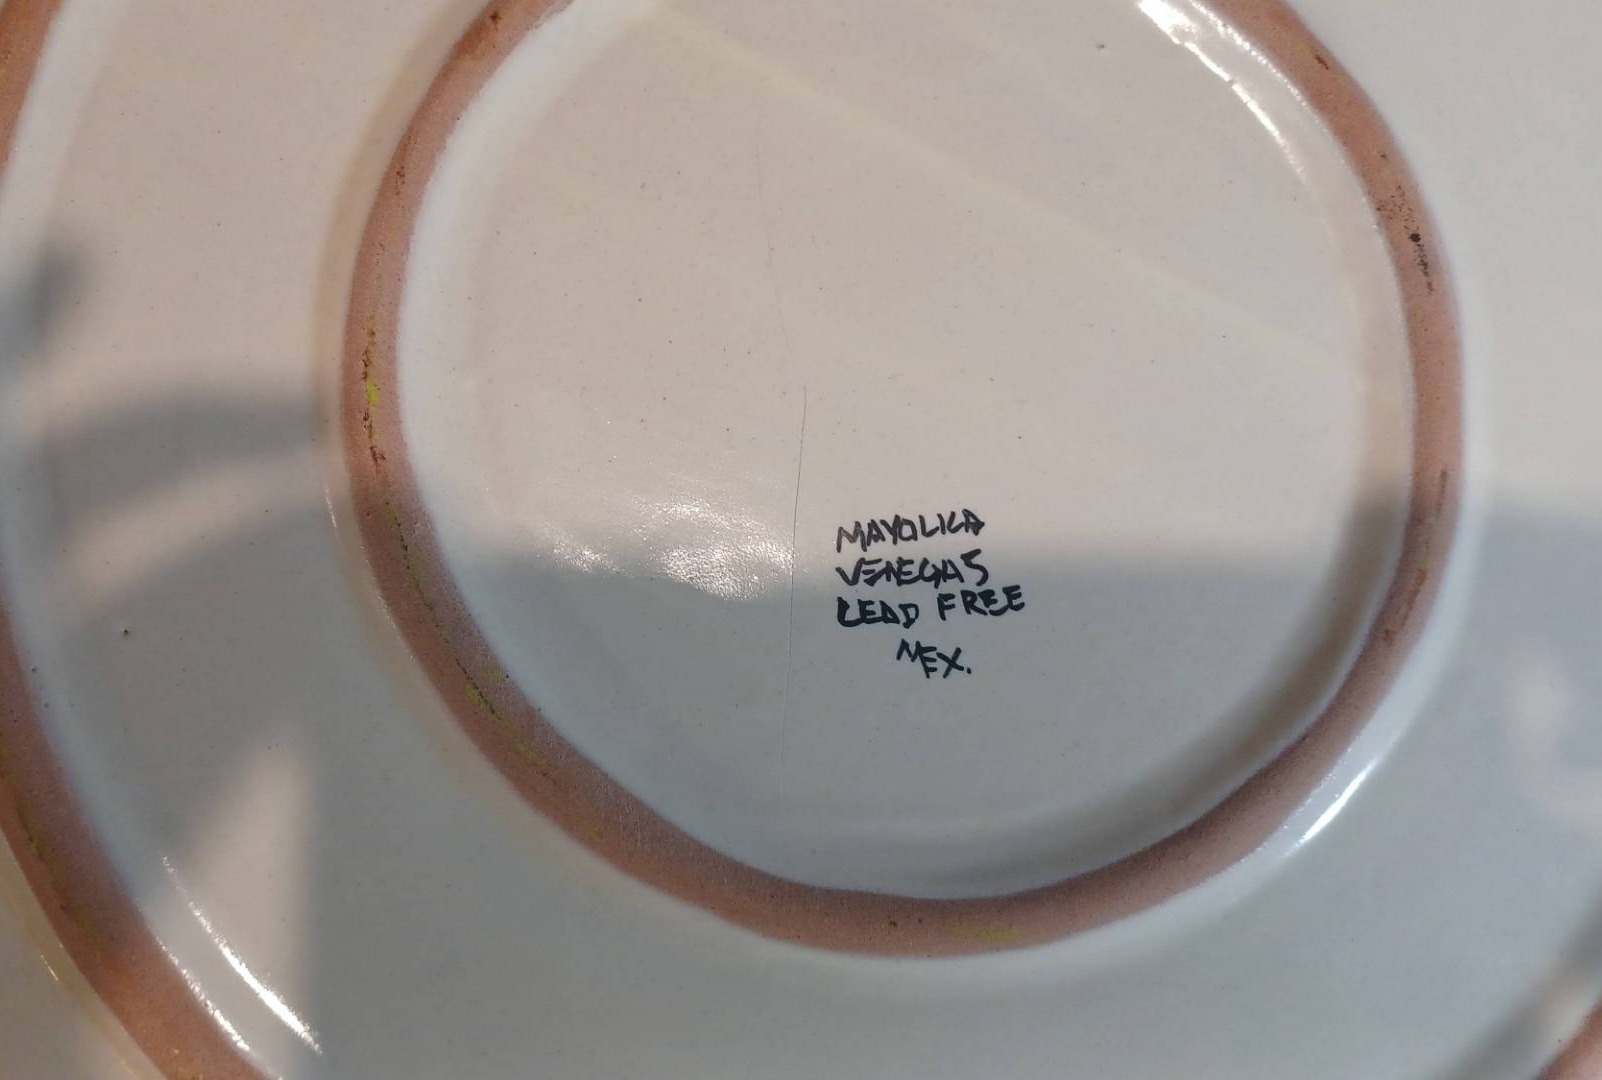 MAYOLICA
VENEGAS
LEAD FREE
MEX.